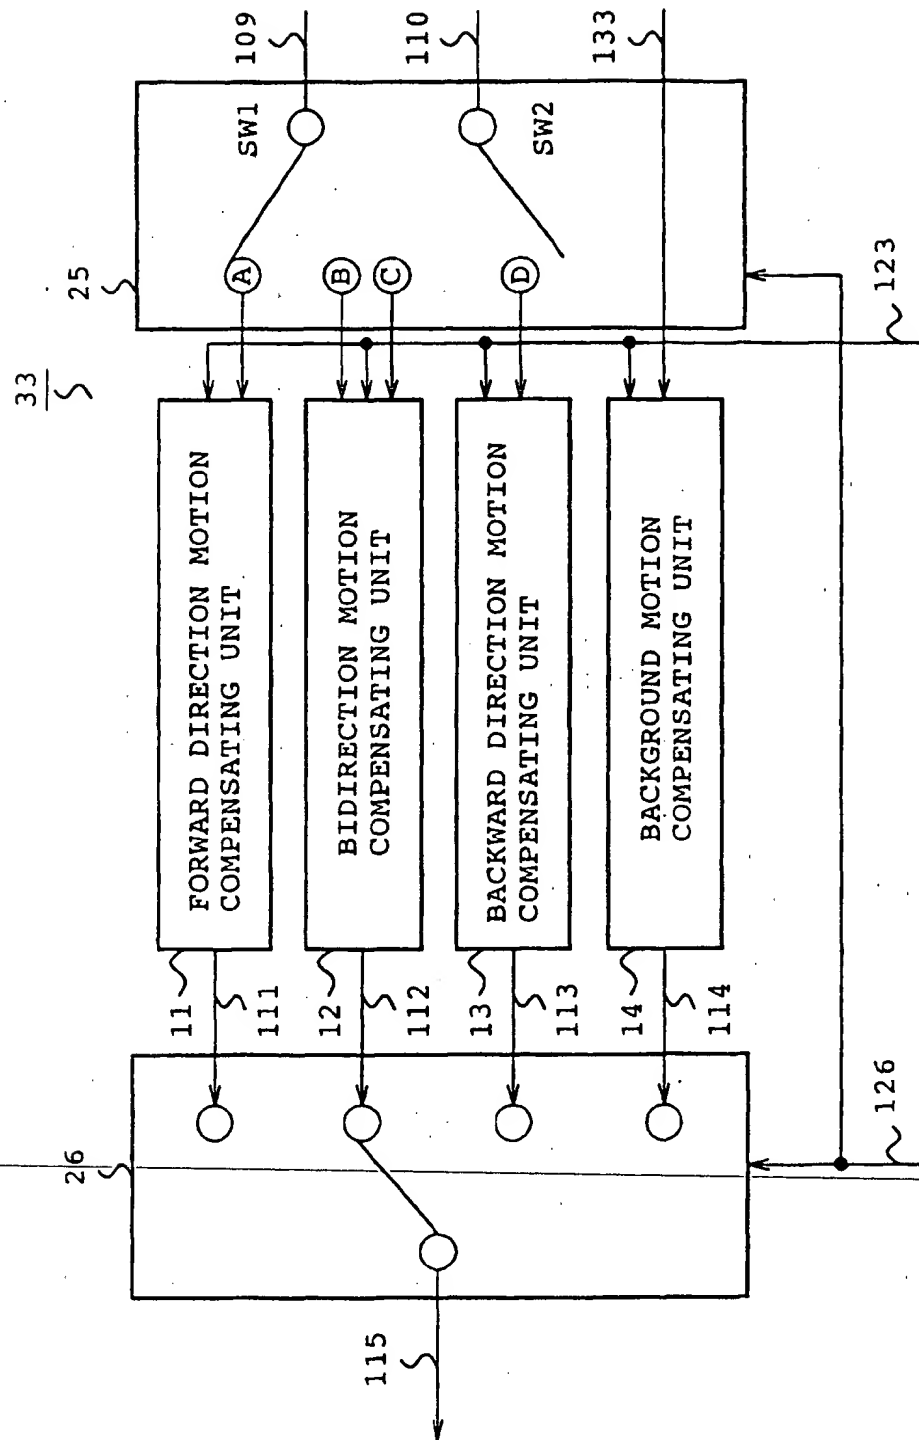 33
25
SW1
109
SW2
110
133
A
B
C
D
123
FORWARD DIRECTION MOTION
COMPENSATING UNIT
BIDIRECTION MOTION
COMPENSATING UNIT
BACKWARD DIRECTION MOTION
COMPENSATING UNIT
BACKGROUND MOTION
COMPENSATING UNIT
11
111
12
112
13
113
14
114
26
126
115